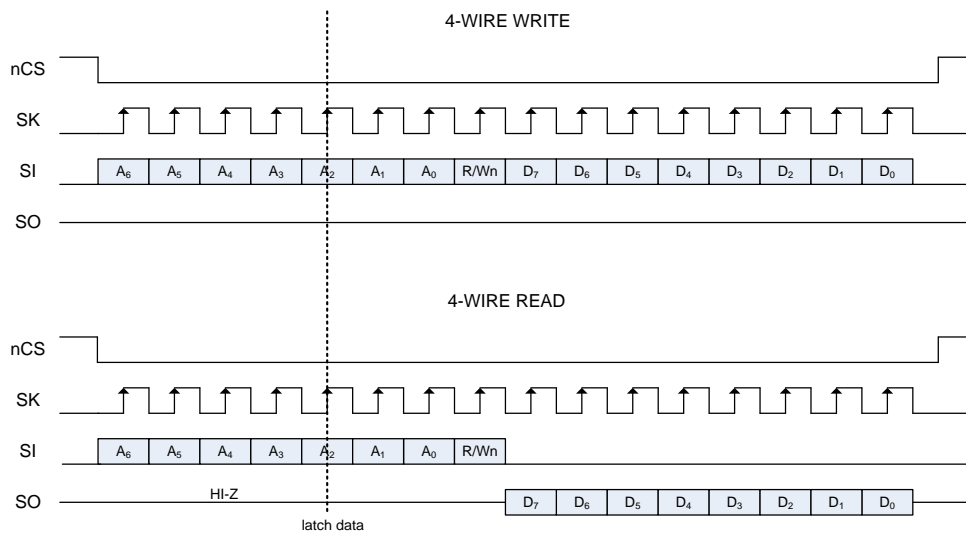 4-WIRE WRITE
nCS
SK
SI A6 A5 A4 A3 A2 A1 A0 R/Wn D7 D6 D5 D4 D3 D2 D1 D0
SO
4-WIRE READ
nCS
SK
SI A6 A5 A4 A3 A2 A1 A0 R/Wn
SO HI-Z D7 D6 D5 D4 D3 D2 D1 D0
latch data